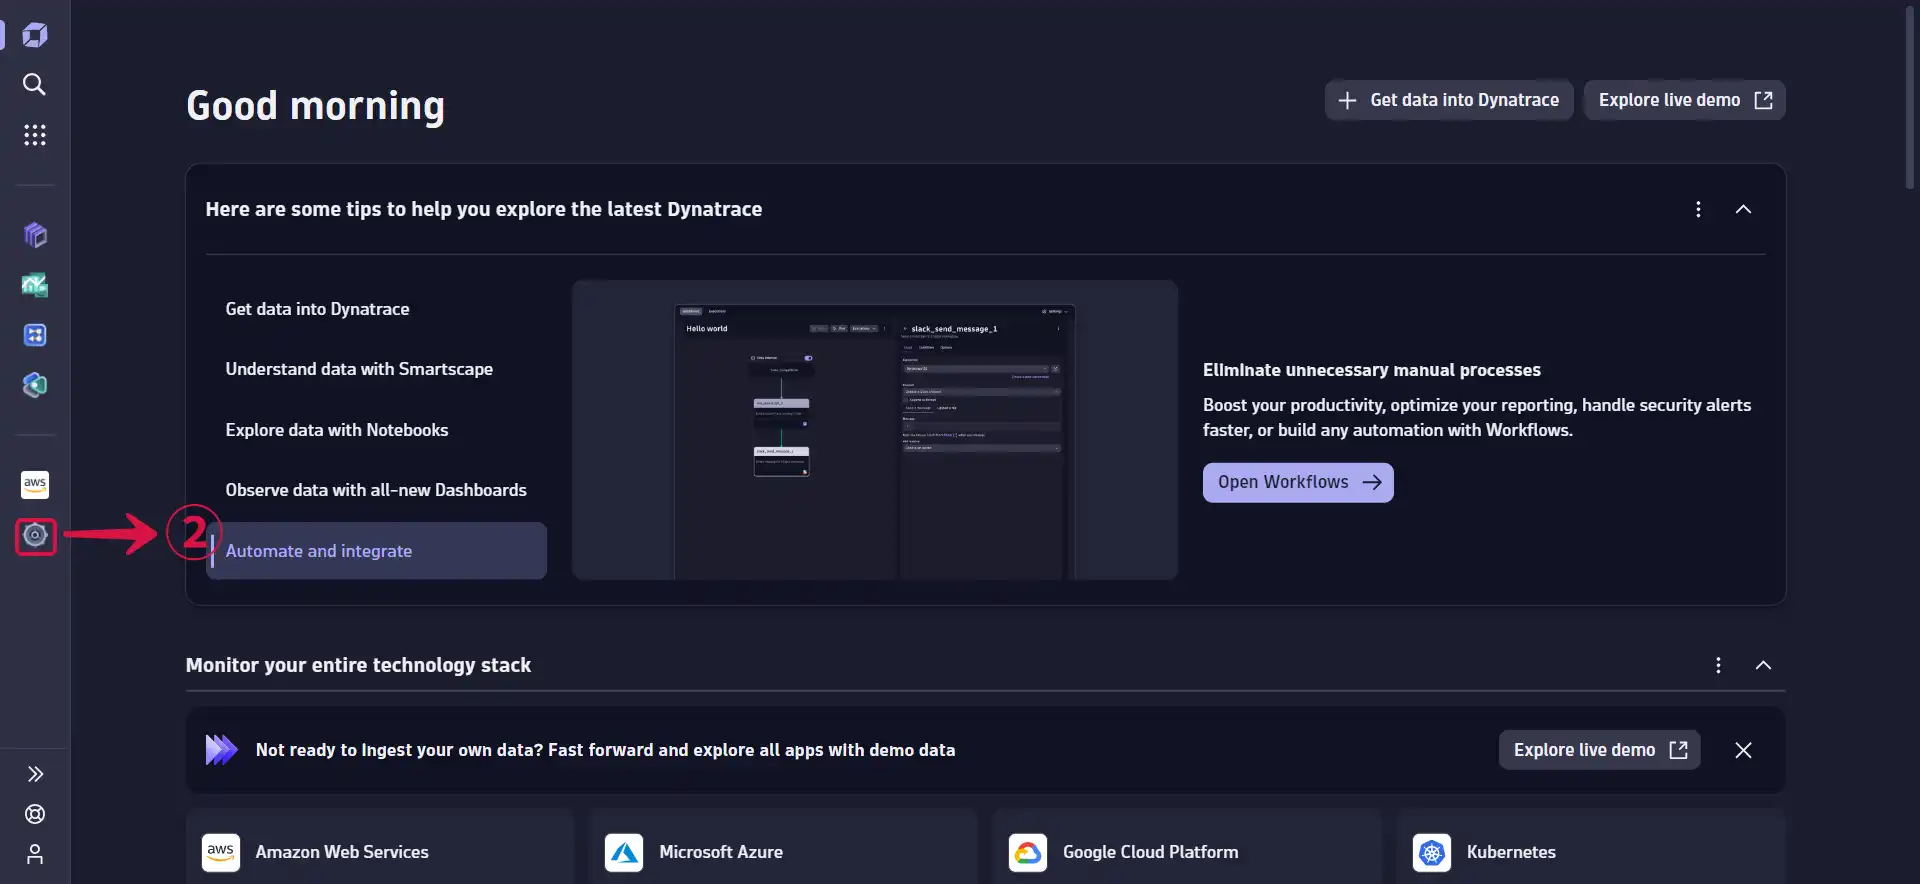 Good morning
Get data into Dynatrace
Explore live demo
Here are some tips to help you explore the latest Dynatrace
Get data into Dynatrace
Understand data with Smartscape
Explore data with Notebooks
Observe data with all-new Dashboards
Automate and integrate
2
Hello world
slack_send_message_1
Eliminate unnecessary manual processes
Boost your productivity, optimize your reporting, handle security alerts
faster, or build any automation with Workflows.
Open Workflows
aws
Monitor your entire technology stack
Not ready to ingest your own data? Fast forward and explore all apps with demo data
Explore live demo
aws
Amazon Web Services
Microsoft Azure
Google Cloud Platform
Kubernetes